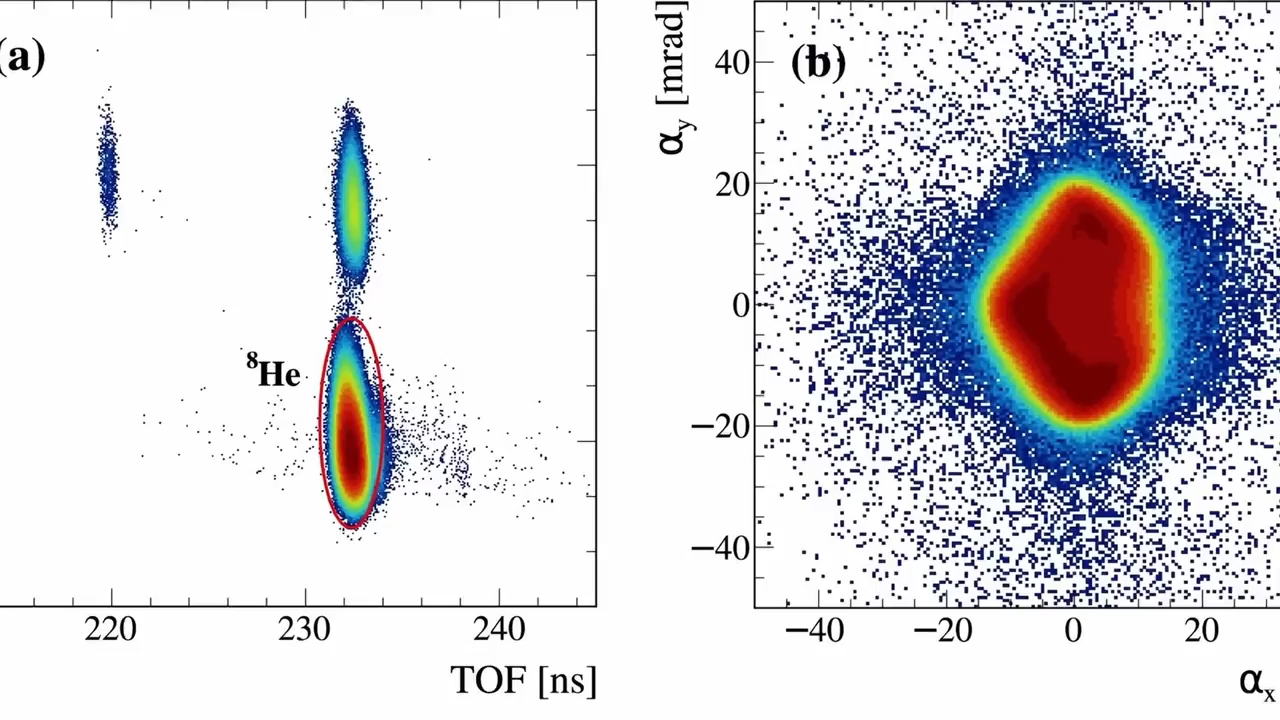 (a)
⁸He
220
230
240
TOF [ns]
(b)
αy [mrad]
40
20
0
−20
−40
−40
−20
0
20
αx